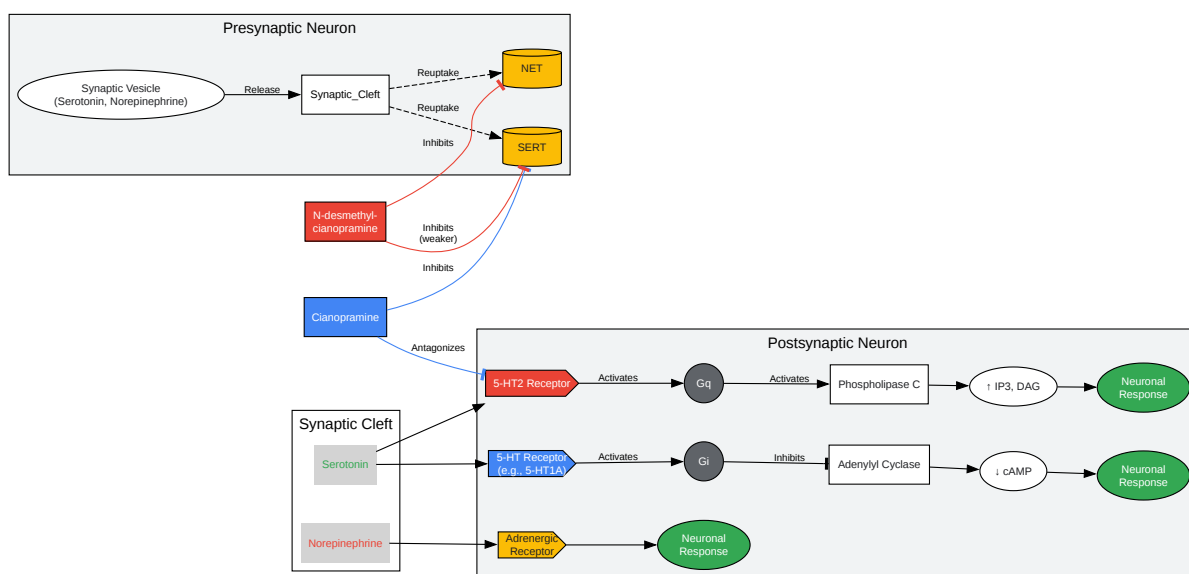 Presynaptic Neuron
Synaptic Vesicle
(Serotonin, Norepinephrine)
Release
Synaptic_Cleft
Reuptake
Reuptake
NET
SERT
Inhibits
N-desmethyl-
cianopramine
Inhibits
(weaker)
Inhibits
Cianopramine
Antagonizes
Postsynaptic Neuron
5-HT2 Receptor
Activates
Gq
Activates
Phospholipase C
↑ IP3, DAG
Neuronal
Response
Synaptic Cleft
Serotonin
5-HT Receptor
(e.g., 5-HT1A)
Activates
Gi
Inhibits
Adenylyl Cyclase
↓ cAMP
Neuronal
Response
Norepinephrine
Adrenergic
Receptor
Neuronal
Response